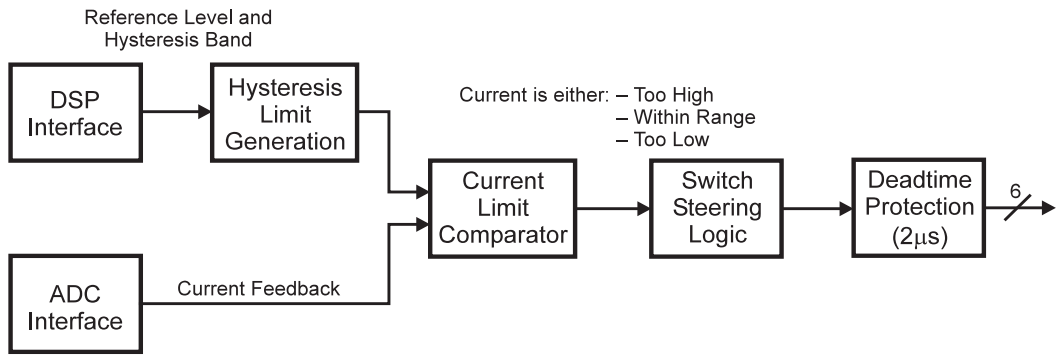 Reference Level and
Hysteresis Band
DSP
Interface
Hysteresis
Limit
Generation
Current is either: – Too High
– Within Range
– Too Low
Current
Limit
Comparator
Switch
Steering
Logic
Deadtime
Protection
(2μs)
6
ADC
Interface
Current Feedback